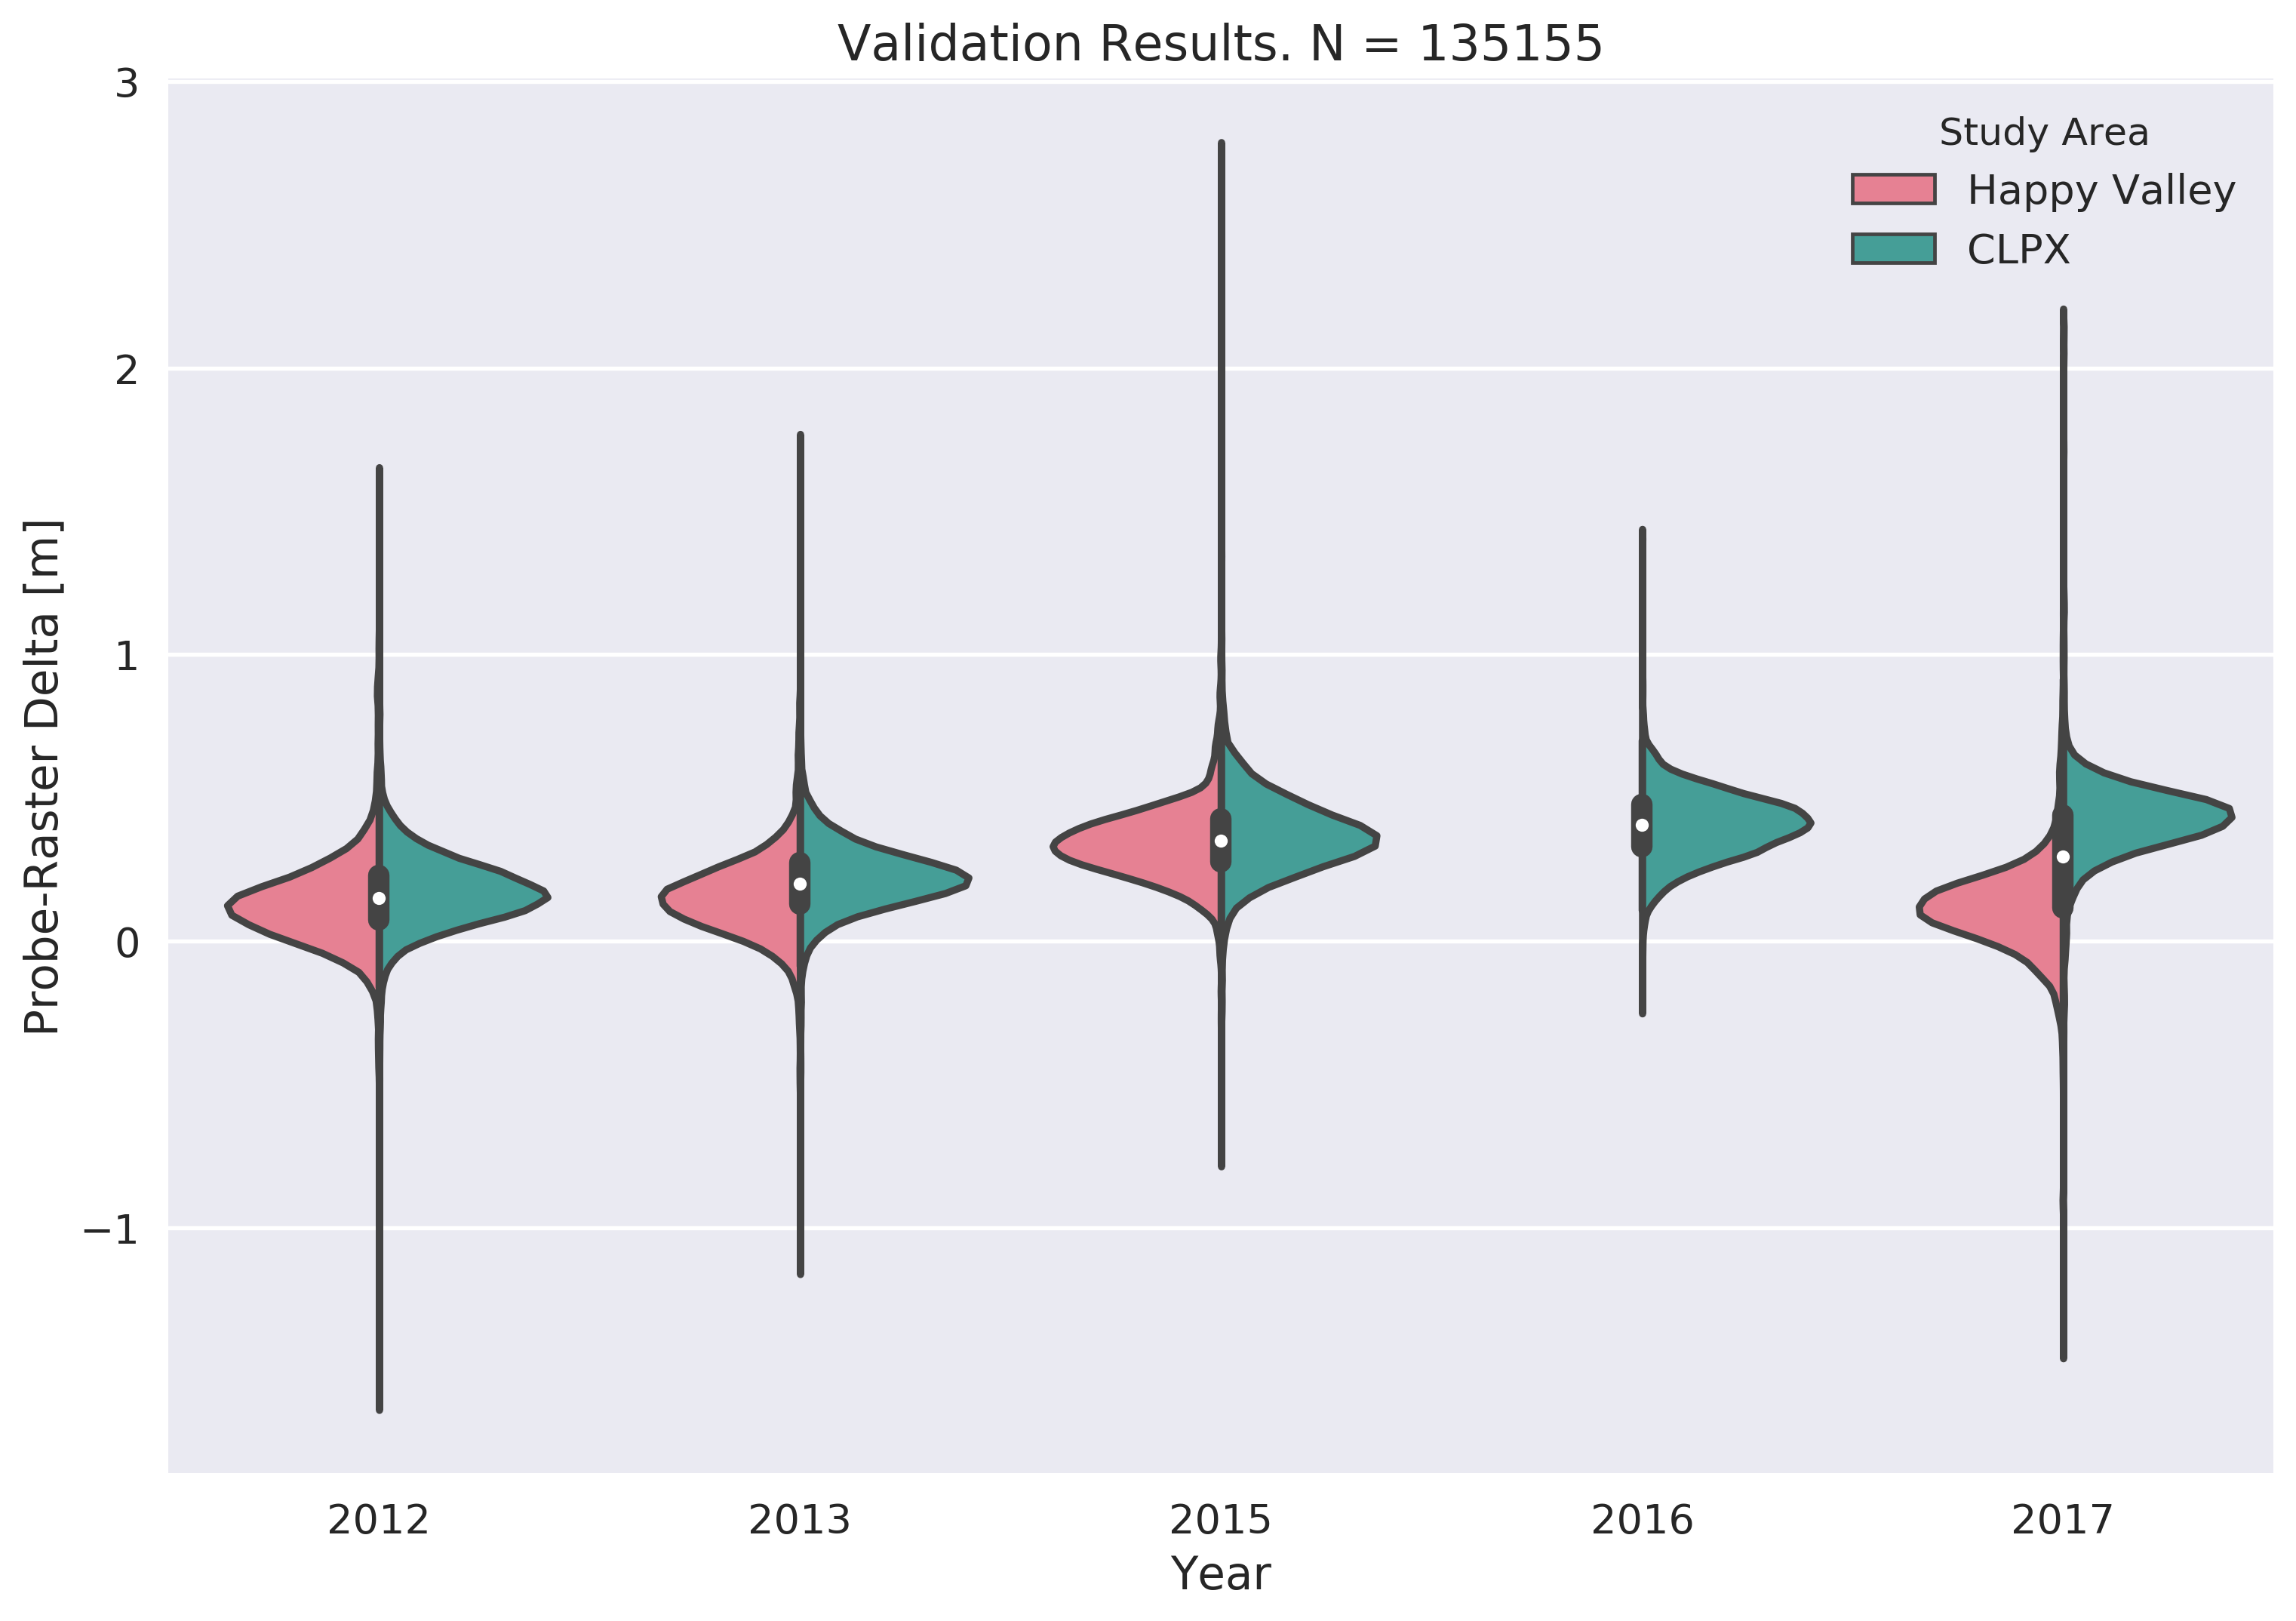 Validation Results. N = 135155
3
Study Area
Happy Valley
CLPX
2
1
0
−1
Probe-Raster Delta [m]
2012 2013 2015 2016 2017
Year